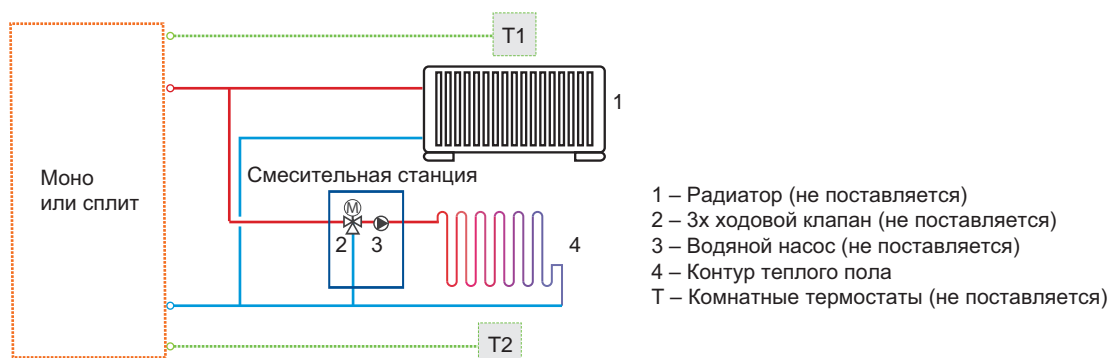 T1
1
Моно
или сплит
Смесительная станция
M
2
3
4
T2
1 – Радиатор (не поставляется)
2 – 3х ходовой клапан (не поставляется)
3 – Водяной насос (не поставляется)
4 – Контур теплого пола
T – Комнатные термостаты (не поставляется)